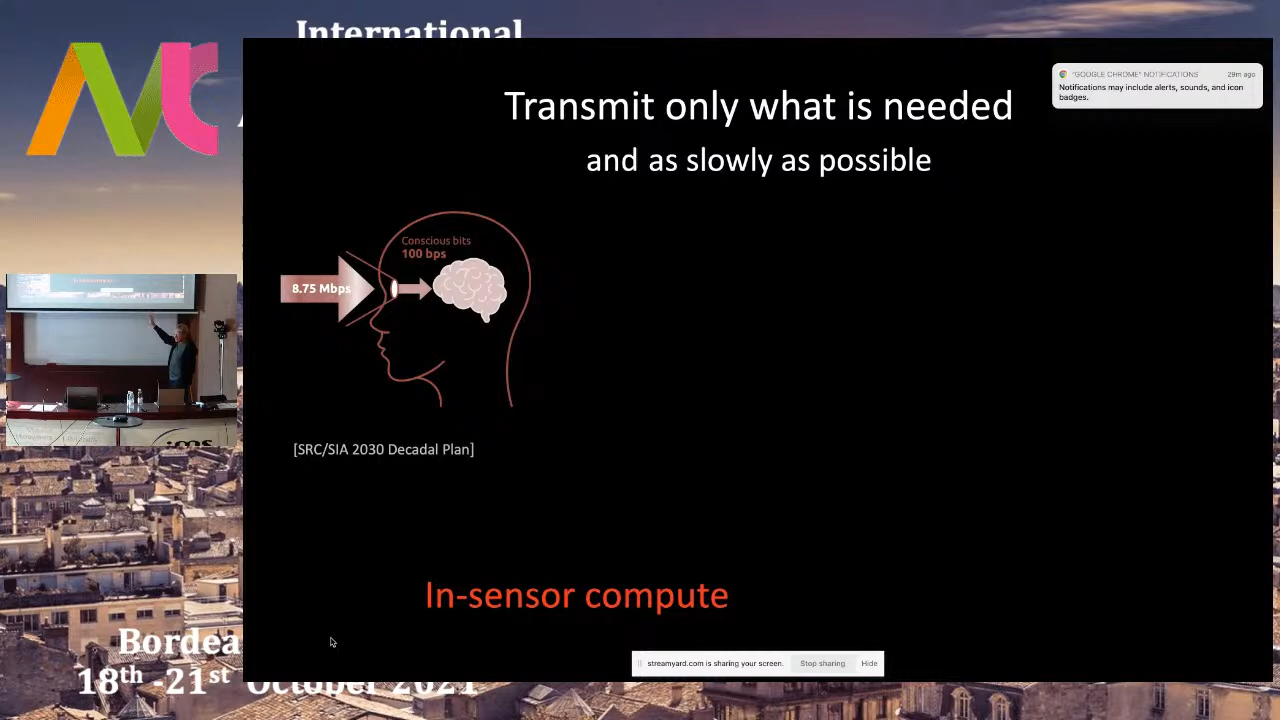 International
"GOOGLE CHROME" NOTIFICATIONS 29m ago
Notifications may include alerts, sounds, and icon
badges.
Transmit only what is needed
and as slowly as possible
Conscious bits
100 bps
8.75 Mbps
[SRC/SIA 2030 Decadal Plan]
In-sensor compute
Bordea
streamyard.com is sharing your screen. Stop sharing Hide
18th -21st October 2021
ims